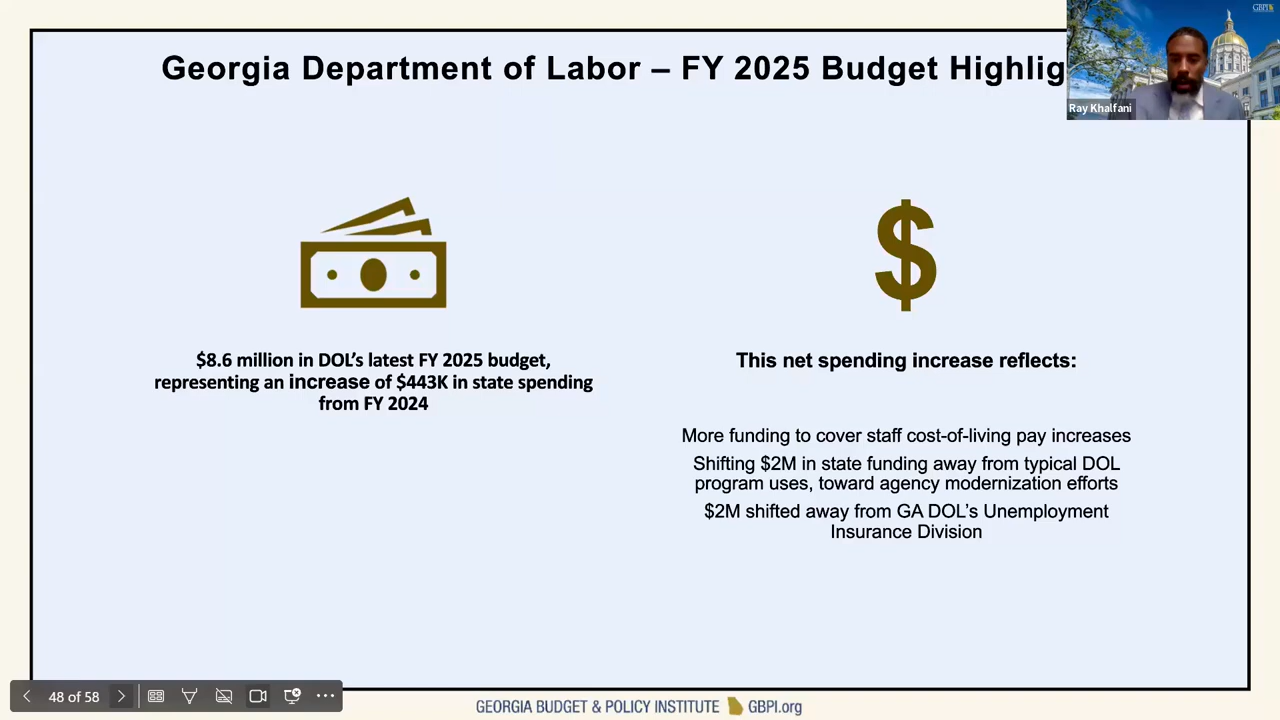 Georgia Department of Labor – FY 2025 Budget Highlig
GBPI
Ray Khalfani
$
$8.6 million in DOL’s latest FY 2025 budget,
representing an increase of $443K in state spending
from FY 2024
This net spending increase reflects:
More funding to cover staff cost-of-living pay increases
Shifting $2M in state funding away from typical DOL
program uses, toward agency modernization efforts
$2M shifted away from GA DOL’s Unemployment
Insurance Division
48 of 58
GEORGIA BUDGET & POLICY INSTITUTE GBPI.org